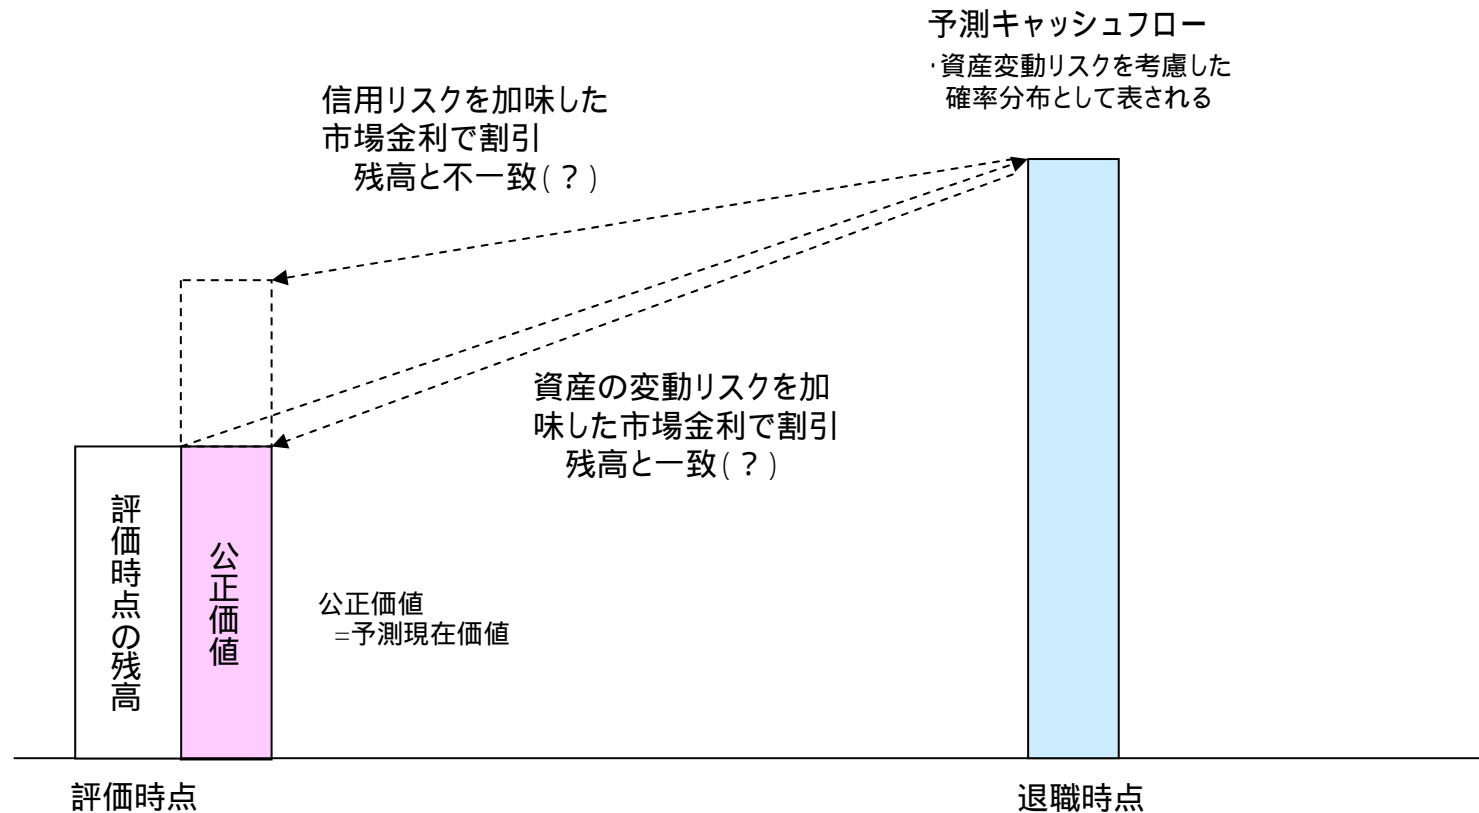 予測キャッシュフロー
・資産変動リスクを考慮した
確率分布として表される
信用リスクを加味した
市場金利で割引
残高と不一致(？)
資産の変動リスクを加
味した市場金利で割引
残高と一致(？)
評価時点の残高
公正価値
公正価値
=予測現在価値
評価時点
退職時点